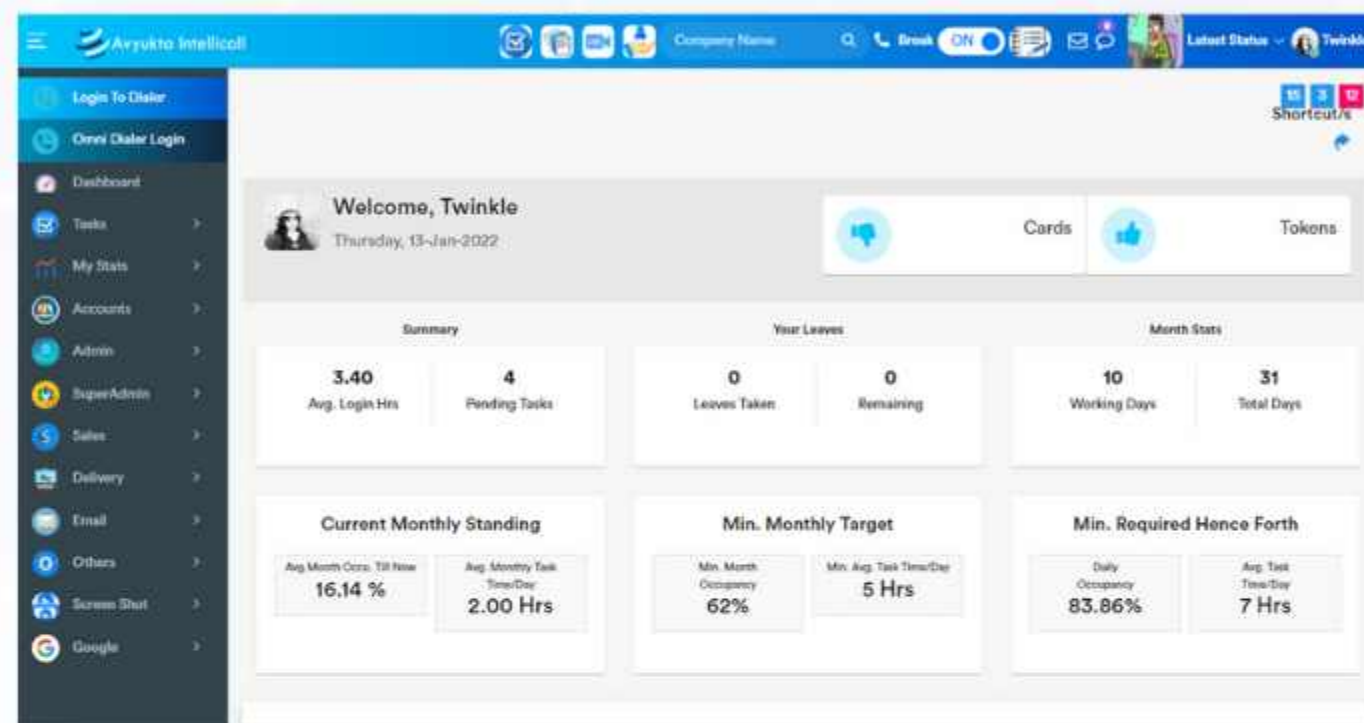 Avyukta Intellicall
Company Name
Break
ON
Latest Status
Twinkle
Login To Dialer
Omni Dialer Login
Dashboard
Tasks
My Stats
Accounts
Admin
SuperAdmin
Sales
Delivery
Email
Others
Screen Shut
Google
15 3 12
Shortcut/s
Welcome, Twinkle
Thursday, 13-Jan-2022
Cards
Tokens
Summary
3.40
Avg. Login Hrs
4
Pending Tasks
Your Leaves
0
Leaves Taken
0
Remaining
Month Stats
10
Working Days
31
Total Days
Current Monthly Standing
Avg Month Occu. Till Now
16.14 %
Avg. Monthly Task
Time/Day
2.00 Hrs
Min. Monthly Target
Min. Month
Occupancy
62%
Min. Avg. Task Time/Day
5 Hrs
Min. Required Hence Forth
Daily
Occupancy
83.86%
Avg. Task
Time/Day
7 Hrs